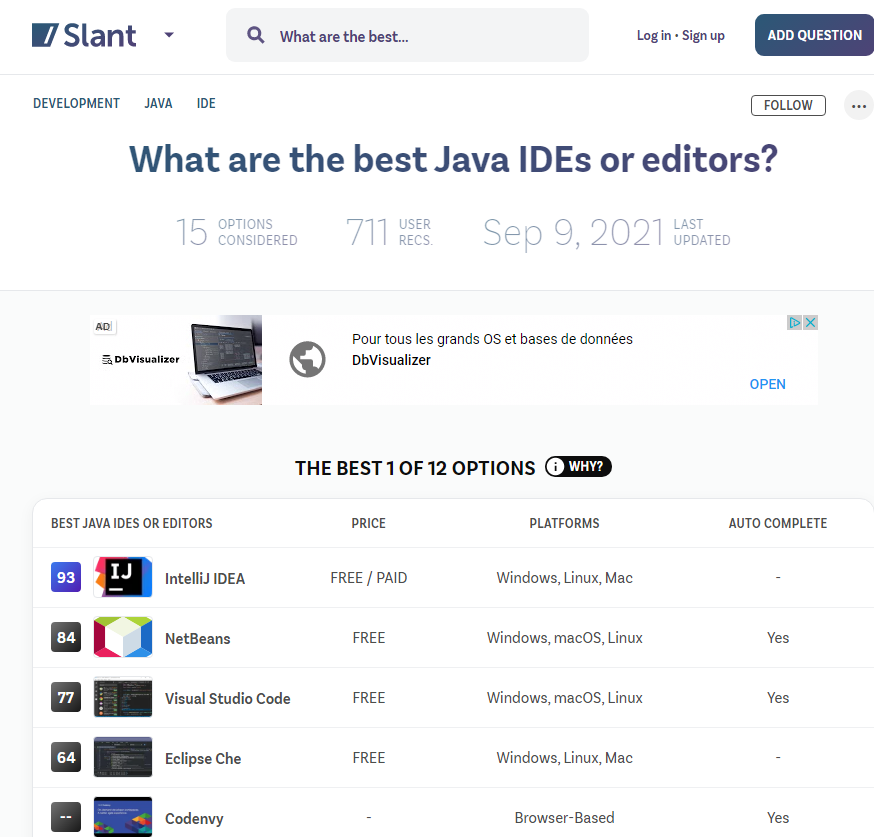 Slant
What are the best...
Log in • Sign up
ADD QUESTION
DEVELOPMENT JAVA IDE
FOLLOW
...
What are the best Java IDEs or editors?
15 OPTIONS CONSIDERED
711 USER RECS.
Sep 9, 2021 LAST UPDATED
AD
DbVisualizer
Pour tous les grands OS et bases de données
DbVisualizer
OPEN
THE BEST 1 OF 12 OPTIONS i WHY?
BEST JAVA IDES OR EDITORS PRICE PLATFORMS AUTO COMPLETE
93 IJ IntelliJ IDEA FREE / PAID Windows, Linux, Mac -
84 NetBeans FREE Windows, macOS, Linux Yes
77 Visual Studio Code FREE Windows, macOS, Linux Yes
64 Eclipse Che FREE Windows, Linux, Mac -
-- Codenvy - Browser-Based Yes